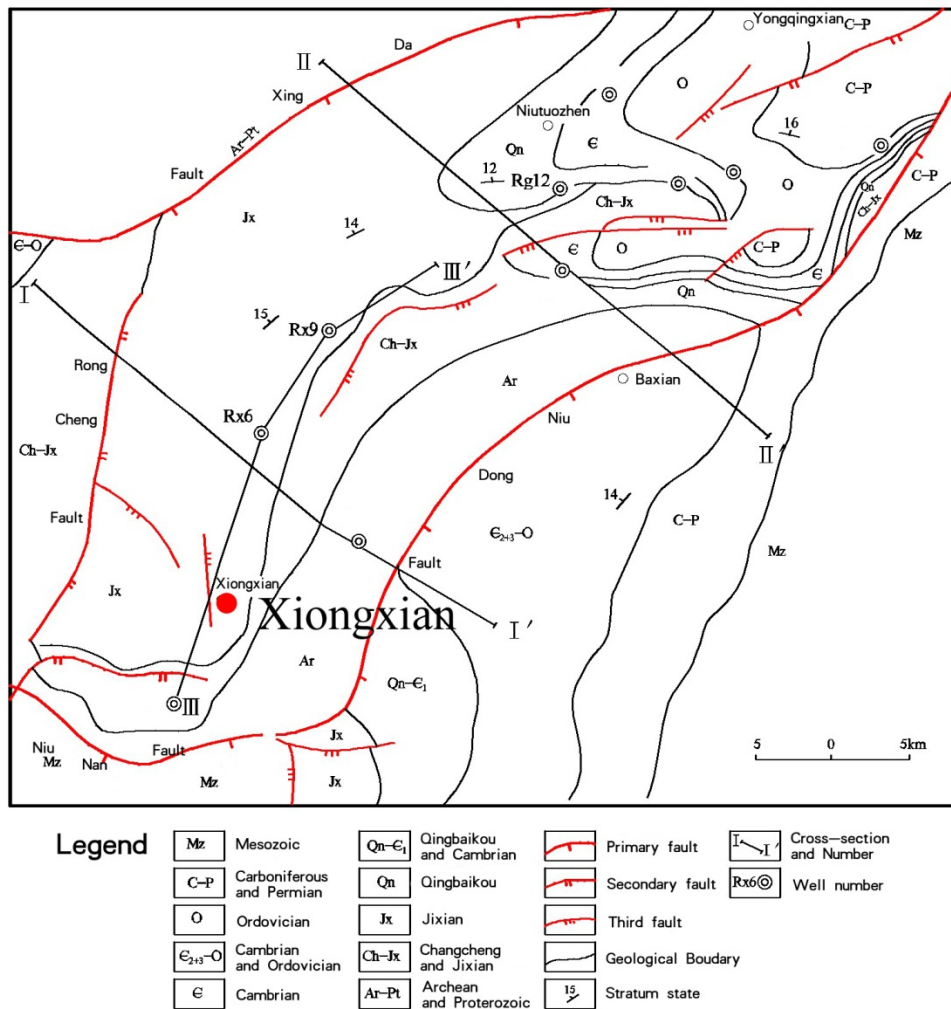 Yongqingxian
C-P
Da
II
Xing
O
C-P
Niutuozhen
16
Ar-Pt
Qn
Є
Fault
12
Rg12
O
Qn
C-P
Ch-Jx
Ch-Jx
Mz
Jx
14
Є-O
Є
O
C-P
Є
III'
I
Qn
15
Rx9
Ch-Jx
Rong
Ar
Baxian
Cheng
Rx6
Niu
II'
Ch-Jx
Dong
14
C-P
Fault
Є2+3-O
Mz
Fault
Xiongxian
Jx
Xiongxian
I'
Ar
Qn-Є1
III
Niu
Mz
Nan
Fault
Mz
Jx
Jx
5 0 5km
Legend
Mz Mesozoic
C-P Carboniferous
and Permian
O Ordovician
Є2+3-O Cambrian
and Ordovician
Є Cambrian
Qn-Є1 Qingbaikou
and Cambrian
Qn Qingbaikou
Jx Jixian
Ch-Jx Changcheng
and Jixian
Ar-Pt Archean
and Proterozoic
Primary fault
Secondary fault
Third fault
Geological Boudary
15 Stratum state
I I' Cross-section
and Number
Rx6 Well number